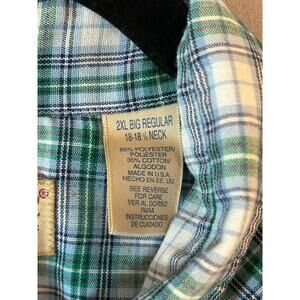 2XL BIG REGULAR
18-18 ½ NECK
65% POLYESTER/
POLIESTER
35% COTTON/
ALGODON
MADE IN U.S.A.
HECHO EN EE. UU.
SEE REVERSE
FOR CARE
VER AL DORSO
PARA
INSTRUCCIONES
DE CUIDADO